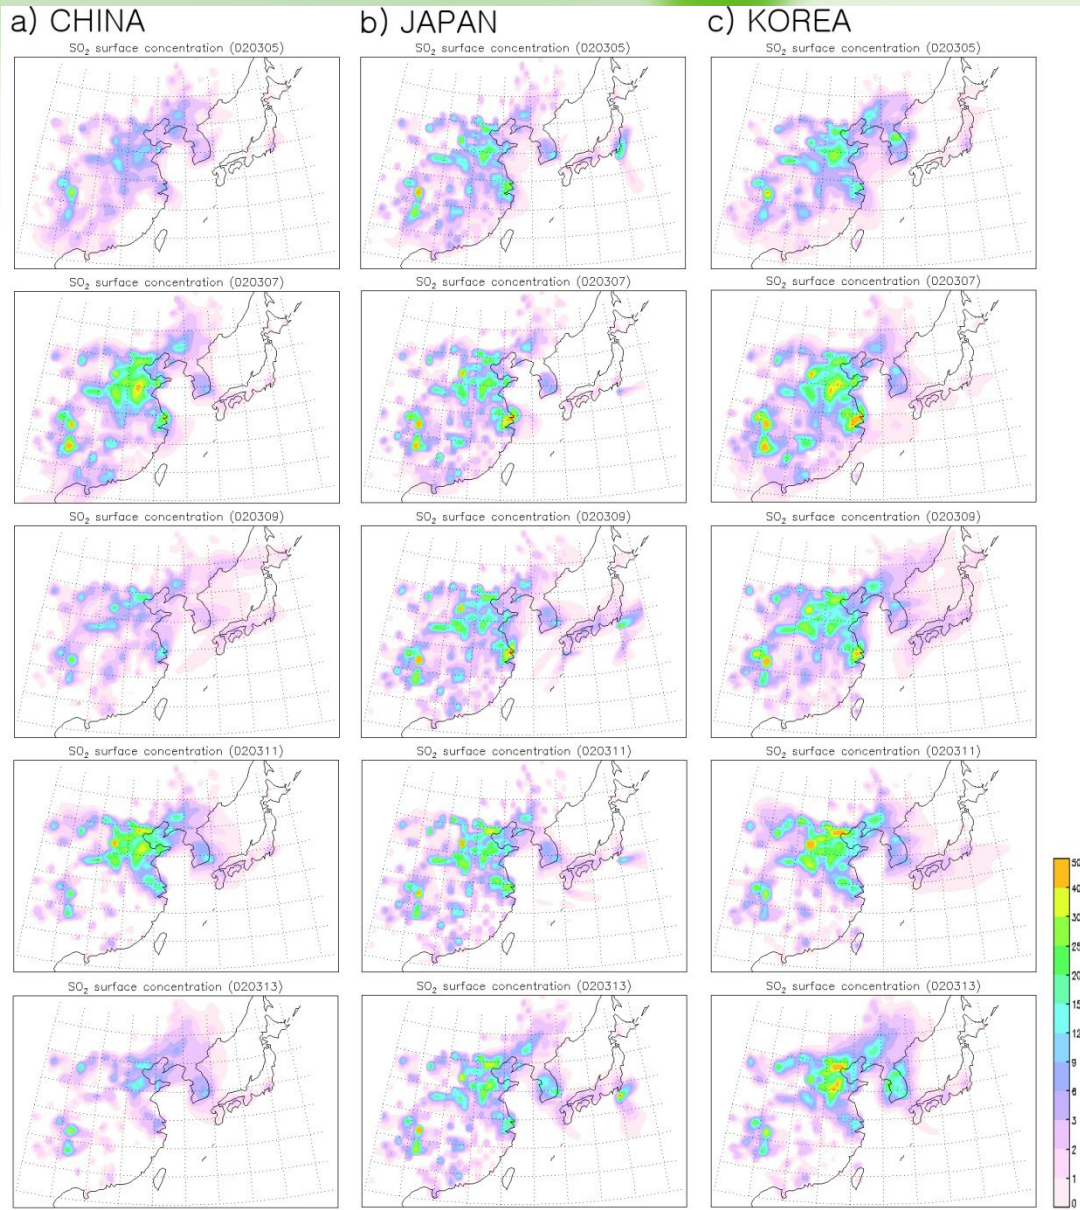 a) CHINA
b) JAPAN
c) KOREA
SO₂ surface concentration (020305)
SO₂ surface concentration (020305)
SO₂ surface concentration (020305)
SO₂ surface concentration (020307)
SO₂ surface concentration (020307)
SO₂ surface concentration (020307)
SO₂ surface concentration (020309)
SO₂ surface concentration (020309)
SO₂ surface concentration (020309)
SO₂ surface concentration (020311)
SO₂ surface concentration (020311)
SO₂ surface concentration (020311)
SO₂ surface concentration (020313)
SO₂ surface concentration (020313)
SO₂ surface concentration (020313)
50
40
30
25
20
15
12
9
6
3
2
1
0